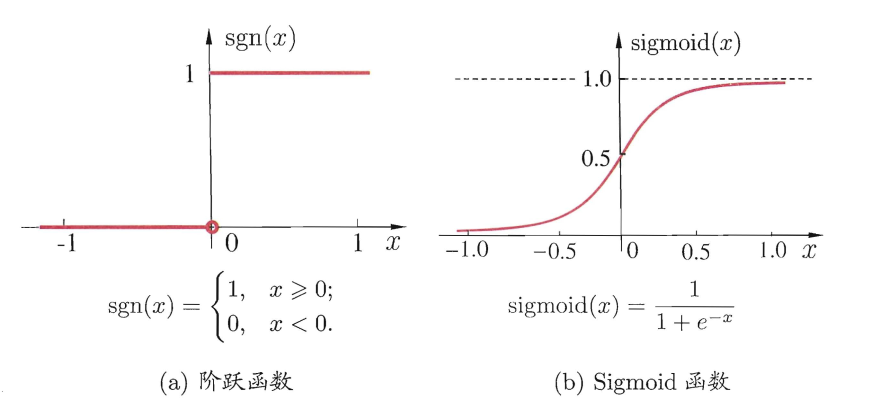 sgn(x)
1
-1
0
1
x
sgn(x) = { 1, x ⩾ 0;
0, x < 0.
(a) 阶跃函数
sigmoid(x)
1.0
0.5
−1.0
−0.5
0
0.5
1.0
x
sigmoid(x) = 1 / (1 + e^{−x})
(b) Sigmoid 函数